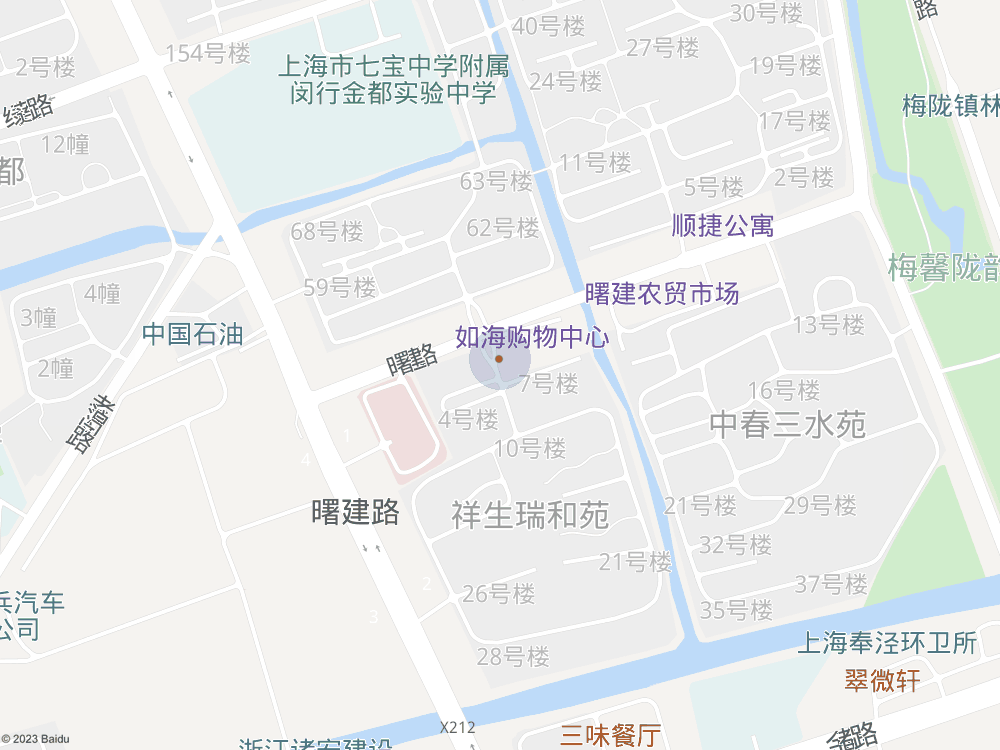 30号楼
路
40号楼
27号楼
154号楼
2号楼
上海市七宝中学附属
闵行金都实验中学
24号楼
19号楼
梅陇镇林
17号楼
12幢
都
11号楼
63号楼
5号楼
2号楼
68号楼
62号楼
顺捷公寓
梅馨陇韵
59号楼
4幢
曙建农贸市场
3幢
13号楼
中国石油
如海购物中心
曙建路
2幢
7号楼
16号楼
4号楼
中春三水苑
1
10号楼
4
曙建路
祥生瑞和苑
21号楼
29号楼
32号楼
21号楼
2
26号楼
37号楼
兵汽车
公司
3
35号楼
上海奉泾环卫所
28号楼
翠微轩
X212
三味餐厅
© 2023 Baidu
浙江诸安建设